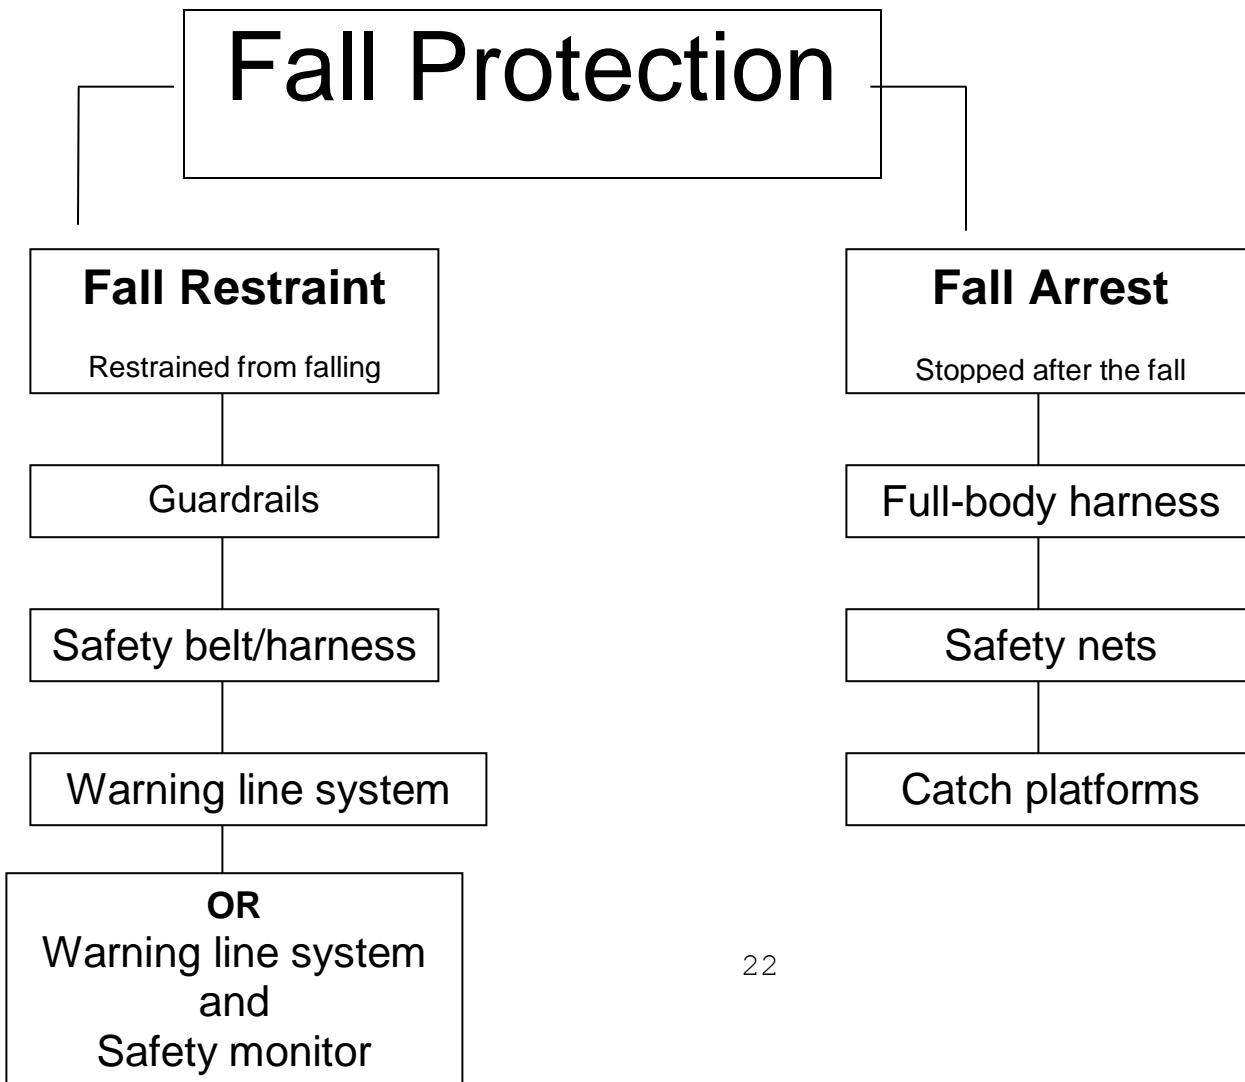 Fall Protection
Fall Restraint
Restrained from falling
Guardrails
Safety belt/harness
Warning line system
OR
Warning line system
and
Safety monitor
Fall Arrest
Stopped after the fall
Full-body harness
Safety nets
Catch platforms
22